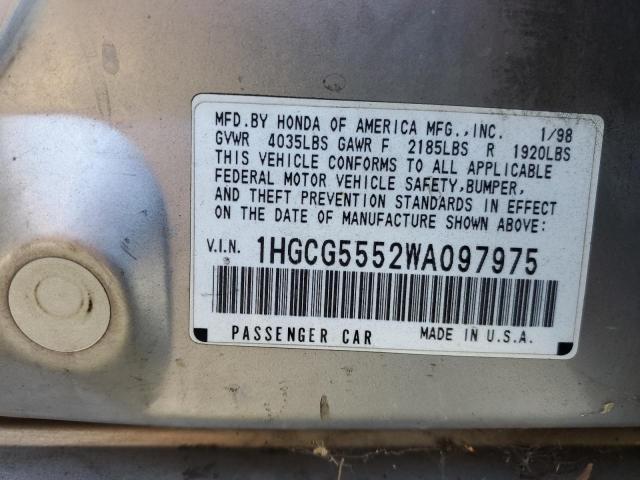 MFD.BY HONDA OF AMERICA MFG.,INC. 1/98
GVWR 4035LBS GAWR F 2185LBS R 1920LBS
THIS VEHICLE CONFORMS TO ALL APPLICABLE
FEDERAL MOTOR VEHICLE SAFETY,BUMPER,
AND THEFT PREVENTION STANDARDS IN EFFECT
ON THE DATE OF MANUFACTURE SHOWN ABOVE:
V.I.N. 1HGCG5552WA097975
PASSENGER CAR MADE IN U.S.A.